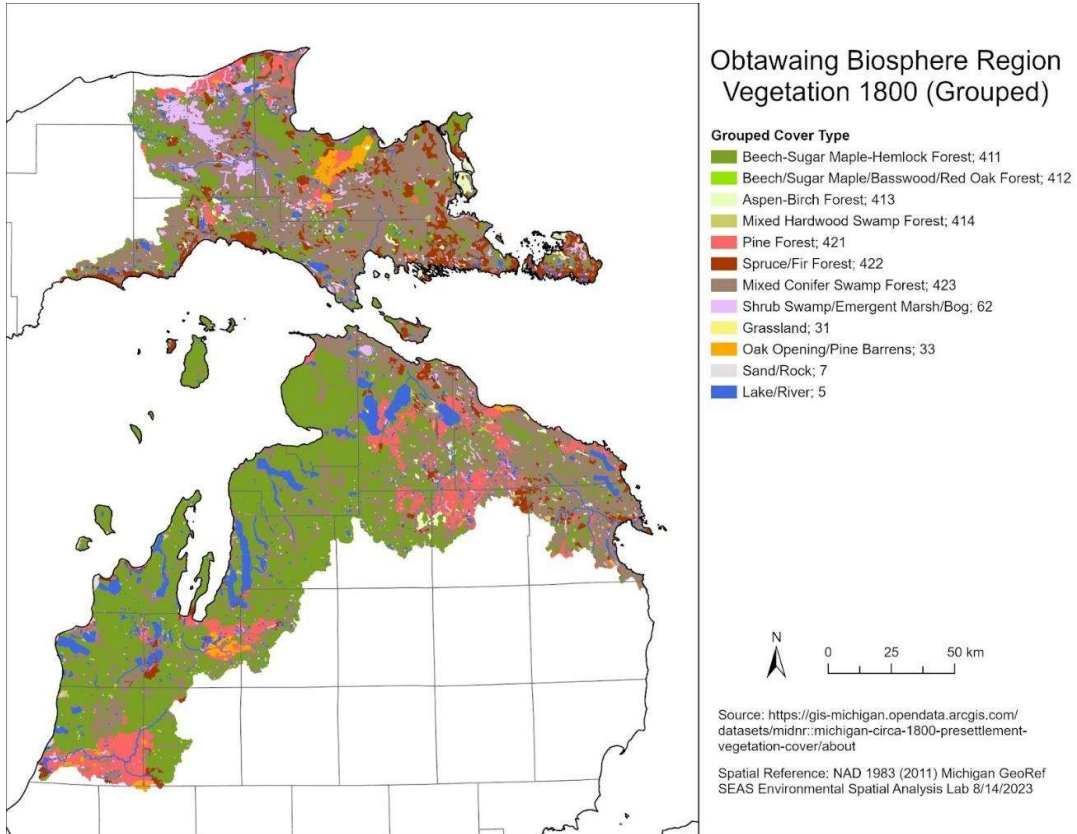 Obtawaing Biosphere Region
Vegetation 1800 (Grouped)
Grouped Cover Type
Beech-Sugar Maple-Hemlock Forest; 411
Beech/Sugar Maple/Basswood/Red Oak Forest; 412
Aspen-Birch Forest; 413
Mixed Hardwood Swamp Forest; 414
Pine Forest; 421
Spruce/Fir Forest; 422
Mixed Conifer Swamp Forest; 423
Shrub Swamp/Emergent Marsh/Bog; 62
Grassland; 31
Oak Opening/Pine Barrens; 33
Sand/Rock; 7
Lake/River; 5
N
0 25 50 km
Source: https://gis-michigan.opendata.arcgis.com/
datasets/midnr::michigan-circa-1800-presettlement-
vegetation-cover/about
Spatial Reference: NAD 1983 (2011) Michigan GeoRef
SEAS Environmental Spatial Analysis Lab 8/14/2023